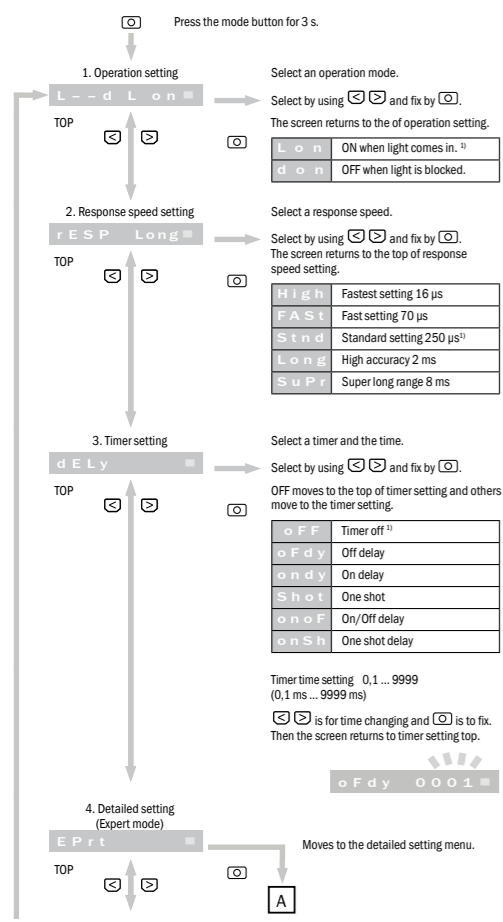 Press the mode button for 3 s.
1. Operation setting
L - - d L on
TOP
Select an operation mode.
Select by using < > and fix by O.
The screen returns to the of operation setting.
L on ON when light comes in. 1)
d on OFF when light is blocked.
2. Response speed setting
rESP Long
TOP
Select a response speed.
Select by using < > and fix by O.
The screen returns to the top of response
speed setting.
High Fastest setting 16 µs
FASt Fast setting 70 µs
Stnd Standard setting 250 µs1)
Long High accuracy 2 ms
SuPr Super long range 8 ms
3. Timer setting
dELy
TOP
Select a timer and the time.
Select by using < > and fix by O.
OFF moves to the top of timer setting and others
move to the timer setting.
oFF Timer off 1)
oFdy Off delay
ondy On delay
Shot One shot
onoF On/Off delay
onSh One shot delay
Timer time setting 0,1 ... 9999
(0,1 ms ... 9999 ms)
< > is for time changing and O is to fix.
Then the screen returns to timer setting top.
oFdy 0001
4. Detailed setting
(Expert mode)
EPrt
TOP
Moves to the detailed setting menu.
A